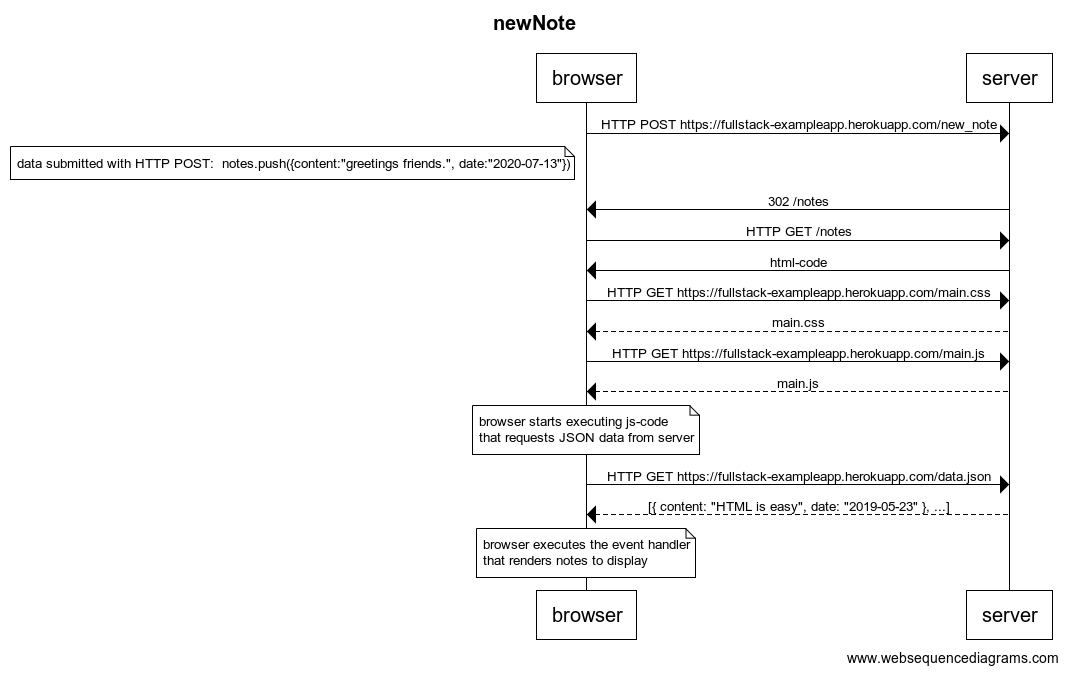 newNote
browser
server
HTTP POST https://fullstack-exampleapp.herokuapp.com/new_note
data submitted with HTTP POST:  notes.push({content:"greetings friends.", date:"2020-07-13"})
302 /notes
HTTP GET /notes
html-code
HTTP GET https://fullstack-exampleapp.herokuapp.com/main.css
main.css
HTTP GET https://fullstack-exampleapp.herokuapp.com/main.js
main.js
browser starts executing js-code
that requests JSON data from server
HTTP GET https://fullstack-exampleapp.herokuapp.com/data.json
[{ content: "HTML is easy", date: "2019-05-23" }, ...]
browser executes the event handler
that renders notes to display
browser
server
www.websequencediagrams.com